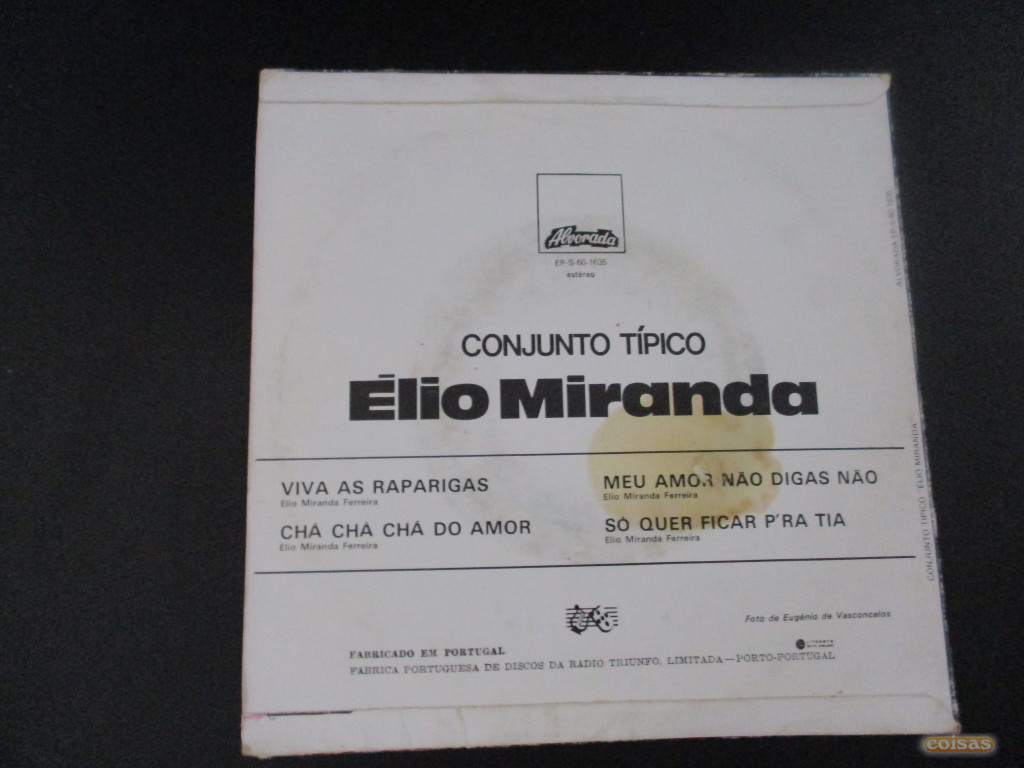 Alvorada
EP-S-60-1635
estéreo
CONJUNTO TÍPICO
Élio Miranda
VIVA AS RAPARIGAS
Elio Miranda Ferreira
CHÁ CHÁ CHÁ DO AMOR
Elio Miranda Ferreira
MEU AMOR NÃO DIGAS NÃO
Elio Miranda Ferreira
SÓ QUER FICAR P'RA TIA
Elio Miranda Ferreira
Foto de Eugénio de Vasconcelos
FABRICADO EM PORTUGAL
FABRICA PORTUGUESA DE DISCOS DA RADIO TRIUNFO, LIMITADA—PORTO-PORTUGAL
ALVORADA EP-S-60-1635
CONJUNTO TÍPICO "ÉLIO MIRANDA"
coisas